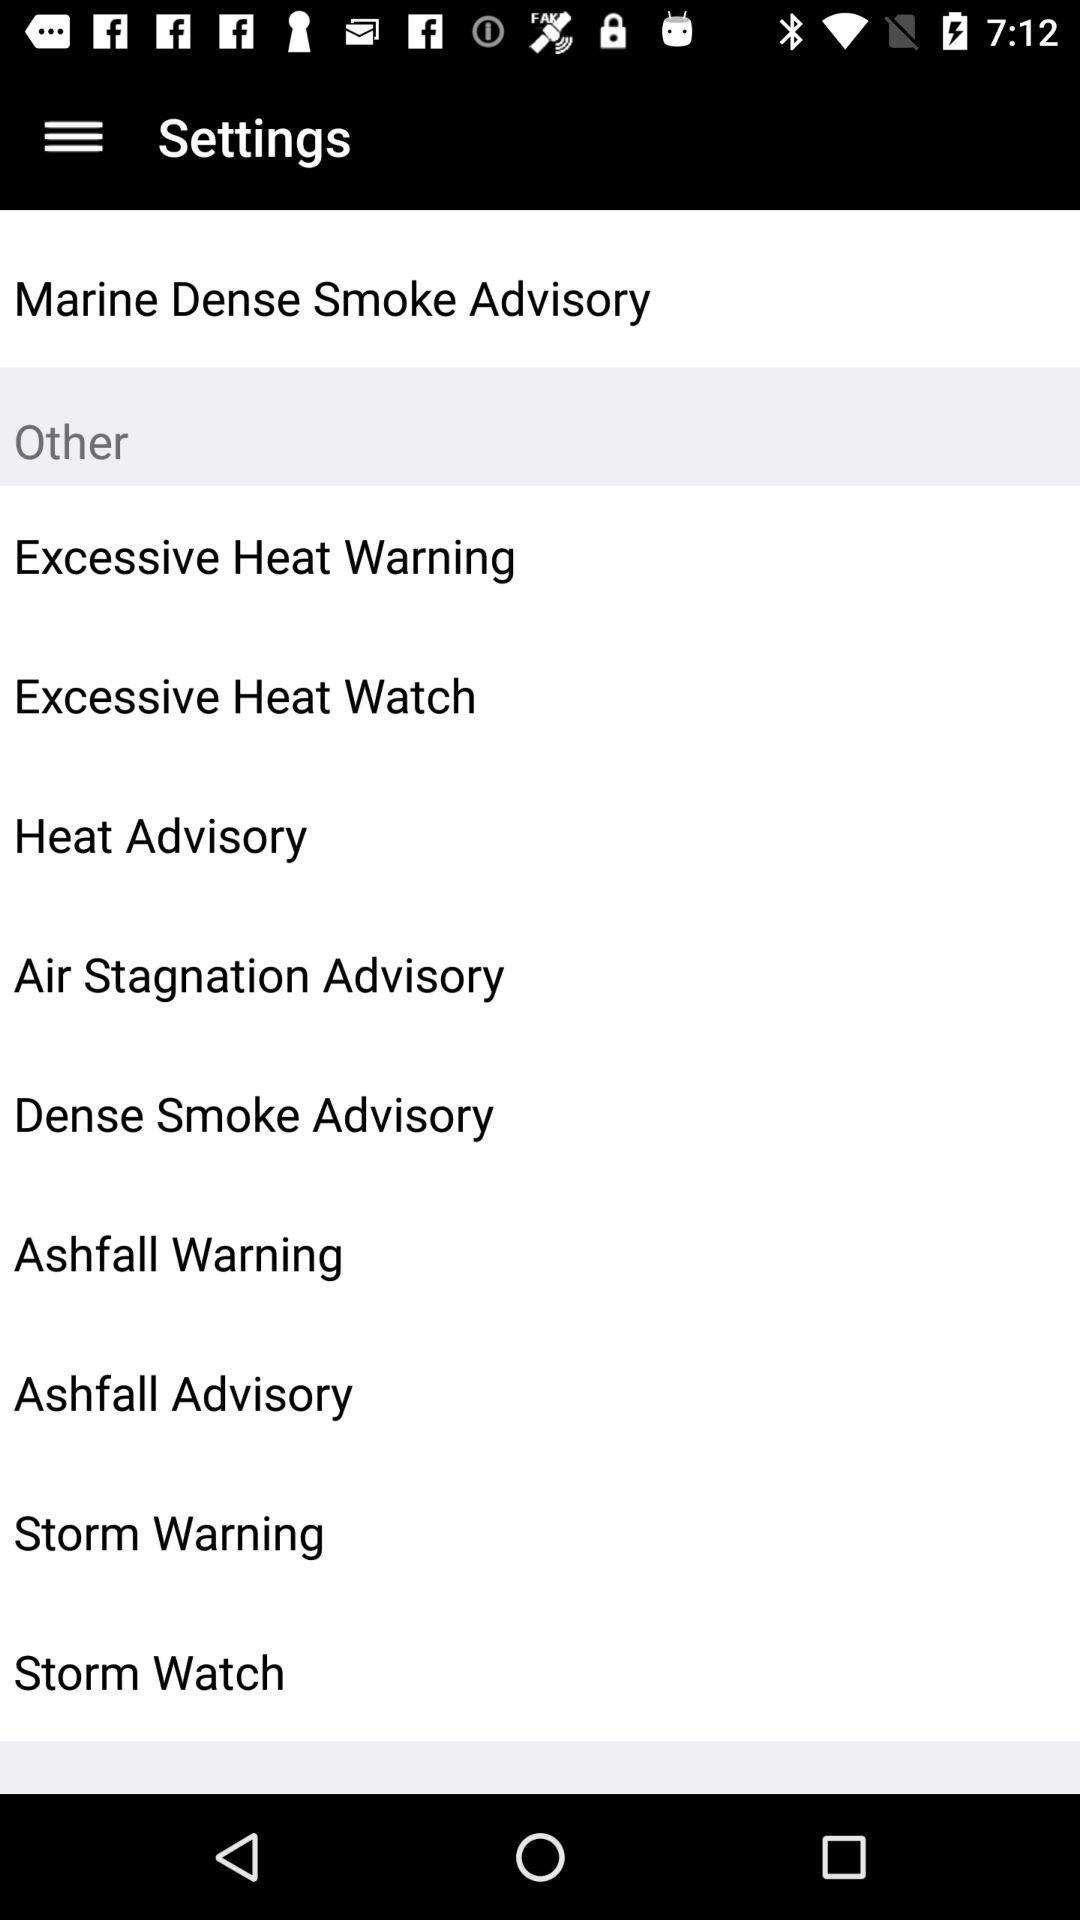 FAKE
7:12
Settings
Marine Dense Smoke Advisory
Other
Excessive Heat Warning
Excessive Heat Watch
Heat Advisory
Air Stagnation Advisory
Dense Smoke Advisory
Ashfall Warning
Ashfall Advisory
Storm Warning
Storm Watch